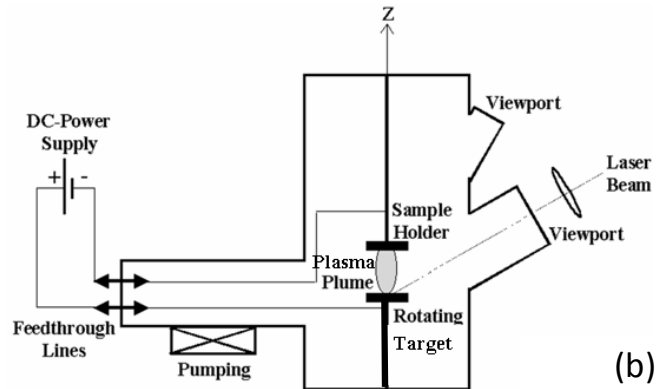 Z
Viewport
DC-Power
Supply
+ -
Laser
Beam
Sample
Holder
Viewport
Plasma
Plume
Rotating
Target
Feedthrough
Lines
Pumping
(b)